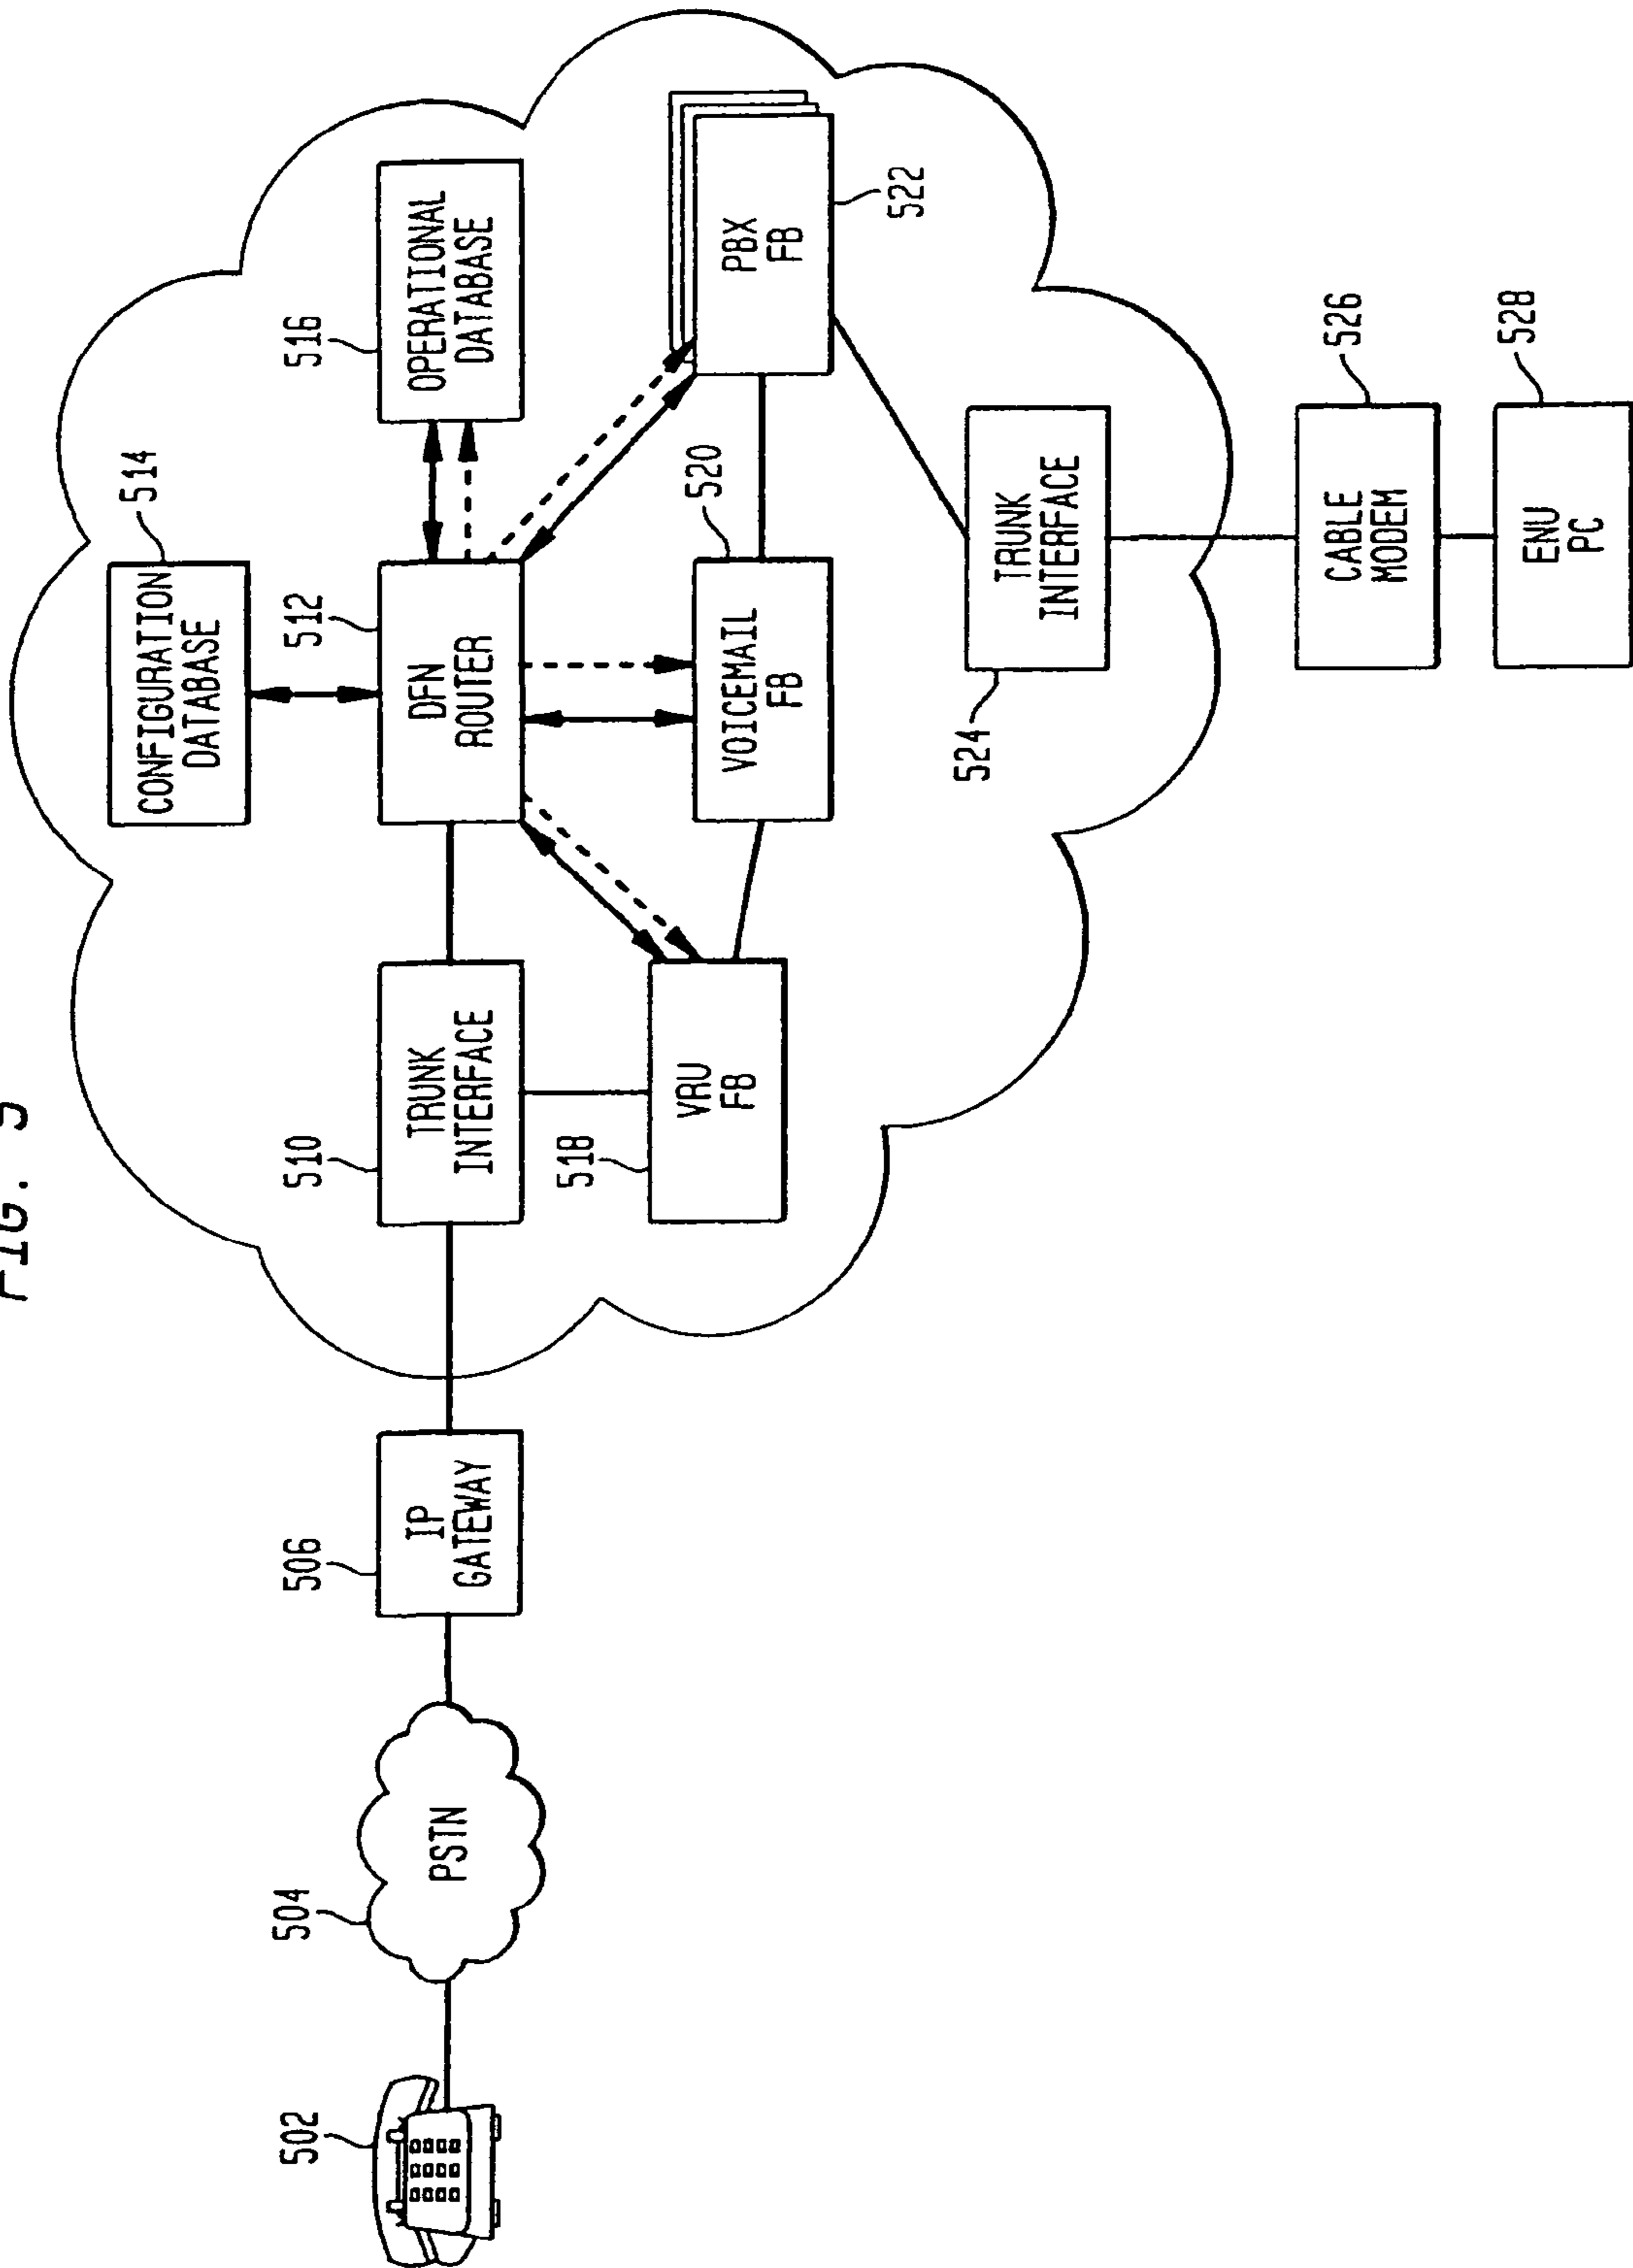 FIG. 5
502
504
PSTN
506
IP
GATEWAY
510
TRUNK
INTERFACE
512
DFN
ROUTER
514
CONFIGURATION
DATABASE
516
OPERATIONAL
DATABASE
518
VRU
FB
520
VOICEMAIL
FB
522
PBX
FB
524
TRUNK
INTERFACE
526
CABLE
MODEM
528
ENU
PC